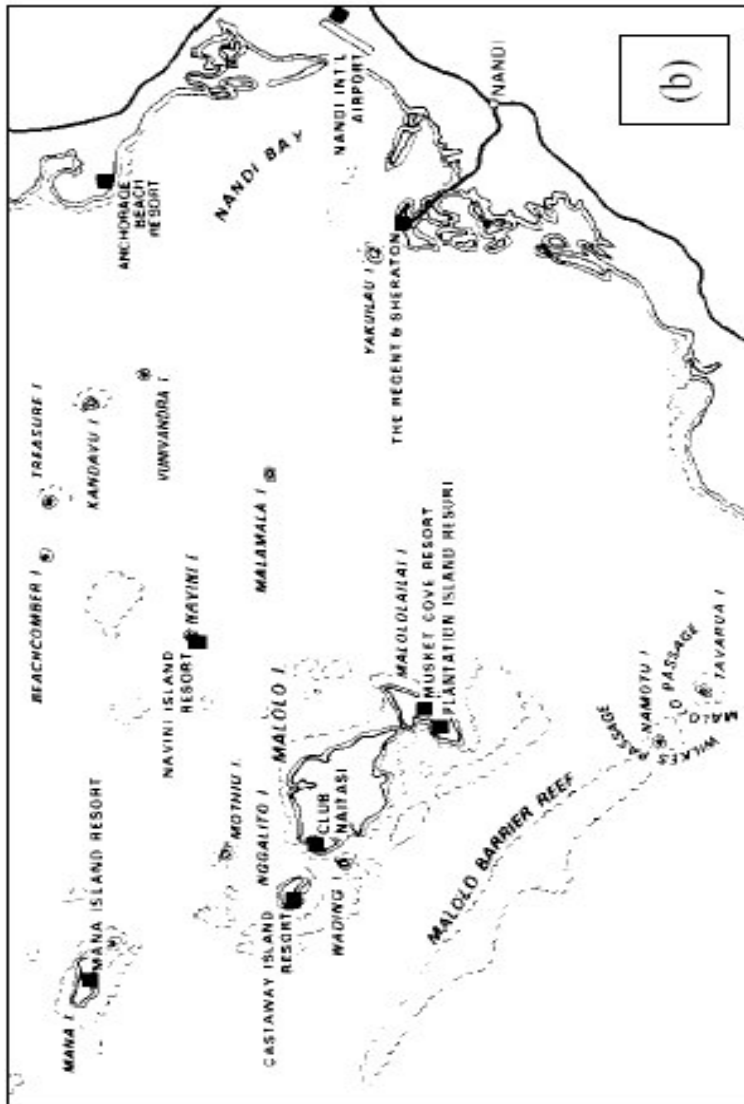 TREASURE I
BEACHCOMBER I
MANA I
MANA ISLAND RESORT
KANDAVU I
ANCHORAGE
BEACH
RESORT
VUNIVANDRA I
NAVINI ISLAND
RESORT
NAVINI I
MOTHIU I.
MALAMALA I
NANDI BAY
NGGALITO I
MALOLO I.
CASTAWAY ISLAND
RESORT
WADING I
CLUB
NAITASI
NANDI INT'L
AIRPORT
YAKUILAU I
THE REGENT & SHERATON
MALOLOLAILAI I
MUSKET COVE RESORT
PLANTATION ISLAND RESORT
NANDI
MALOLO BARRIER REEF
WILKES PASSAGE
NAMOTU I
MALOLO PASSAGE
TAVARUA I
(b)